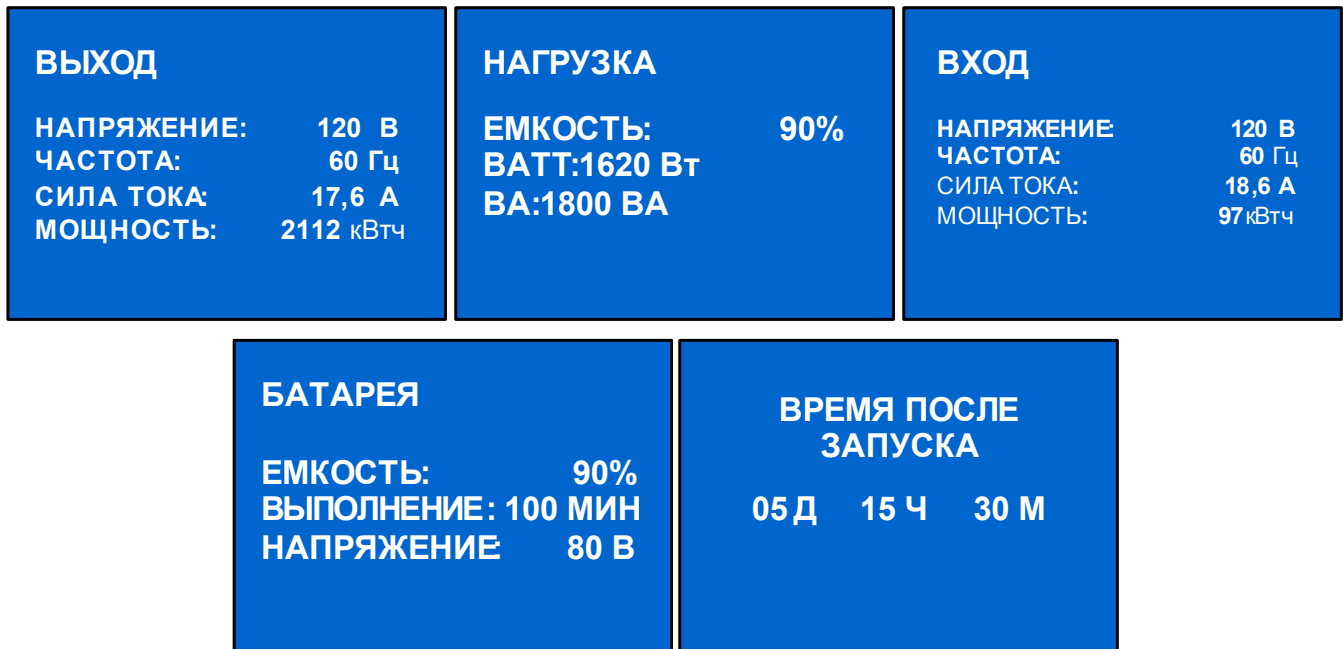 ВЫХОД
НАПРЯЖЕНИЕ: 120 В
ЧАСТОТА: 60 Гц
СИЛА ТОКА: 17,6 А
МОЩНОСТЬ: 2112 кВтч
НАГРУЗКА
ЕМКОСТЬ: 90%
ВАТТ:1620 Вт
ВА:1800 ВА
ВХОД
НАПРЯЖЕНИЕ: 120 В
ЧАСТОТА: 60 Гц
СИЛА ТОКА: 18,6 А
МОЩНОСТЬ: 97кВтч
БАТАРЕЯ
ЕМКОСТЬ: 90%
ВЫПОЛНЕНИЕ: 100 МИН
НАПРЯЖЕНИЕ: 80 В
ВРЕМЯ ПОСЛЕ
ЗАПУСКА
05 Д 15 Ч 30 М